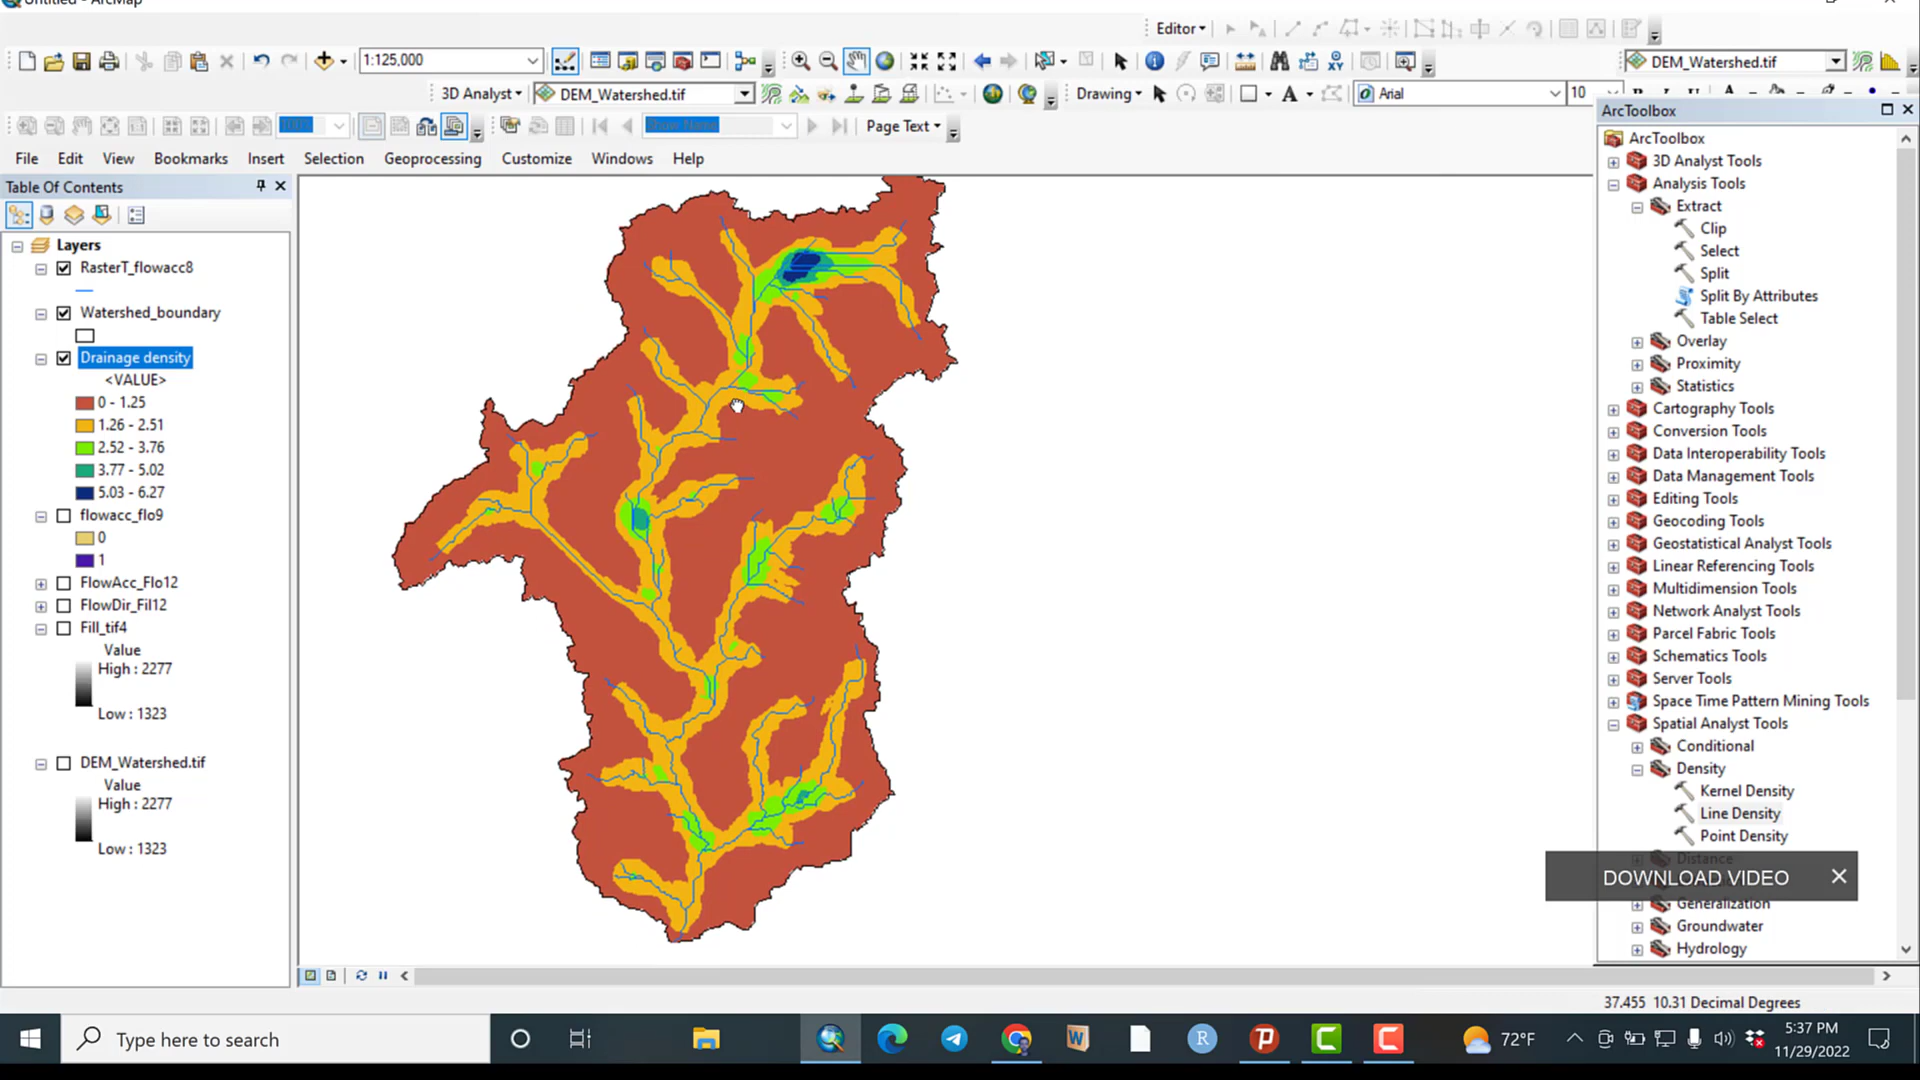 Untitled - ArcMap
Editor
1:125,000
DEM_Watershed.tif
3D Analyst
DEM_Watershed.tif
Drawing
Arial
10
Page Text
File Edit View Bookmarks Insert Selection Geoprocessing Customize Windows Help
Table Of Contents
Layers
RasterT_flowacc8
Watershed_boundary
Drainage density
<VALUE>
0 - 1.25
1.26 - 2.51
2.52 - 3.76
3.77 - 5.02
5.03 - 6.27
flowacc_flo9
0
1
FlowAcc_Flo12
FlowDir_Fil12
Fill_tif4
Value
High : 2277
Low : 1323
DEM_Watershed.tif
Value
High : 2277
Low : 1323
ArcToolbox
ArcToolbox
3D Analyst Tools
Analysis Tools
Extract
Clip
Select
Split
Split By Attributes
Table Select
Overlay
Proximity
Statistics
Cartography Tools
Conversion Tools
Data Interoperability Tools
Data Management Tools
Editing Tools
Geocoding Tools
Geostatistical Analyst Tools
Linear Referencing Tools
Multidimension Tools
Network Analyst Tools
Parcel Fabric Tools
Schematics Tools
Server Tools
Space Time Pattern Mining Tools
Spatial Analyst Tools
Conditional
Density
Kernel Density
Line Density
Point Density
Distance
DOWNLOAD VIDEO
Generalization
Groundwater
Hydrology
37.455 10.31 Decimal Degrees
Type here to search
72°F
5:37 PM
11/29/2022